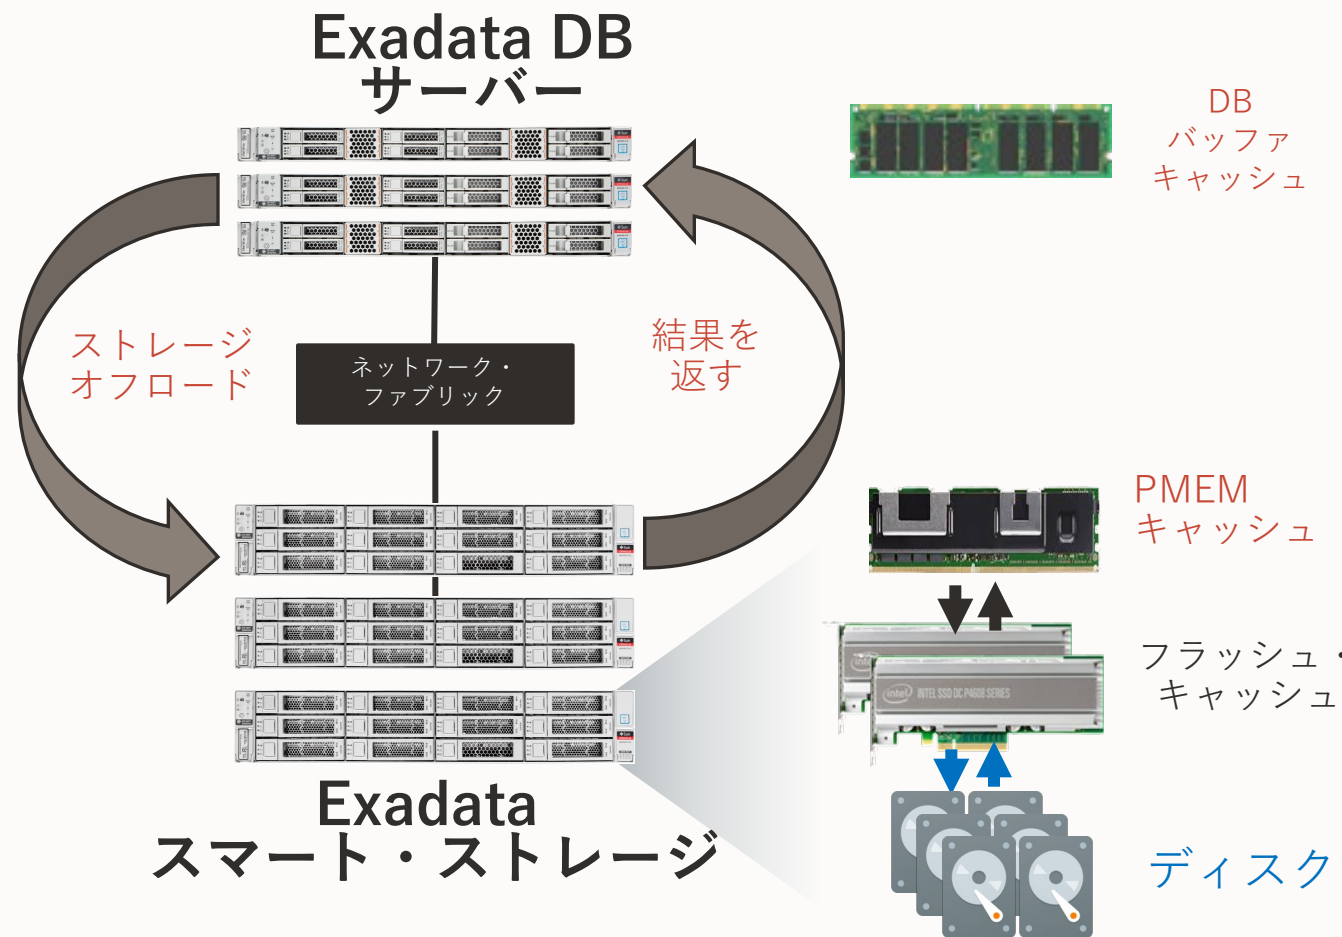 Exadata DB
サーバー
DB
バッファ
キャッシュ
ストレージ
オフロード
ネットワーク・
ファブリック
結果を
返す
PMEM
キャッシュ
フラッシュ・
キャッシュ
intel
INTEL SSD DC P4608 SERIES
ディスク
Exadata
スマート・ストレージ